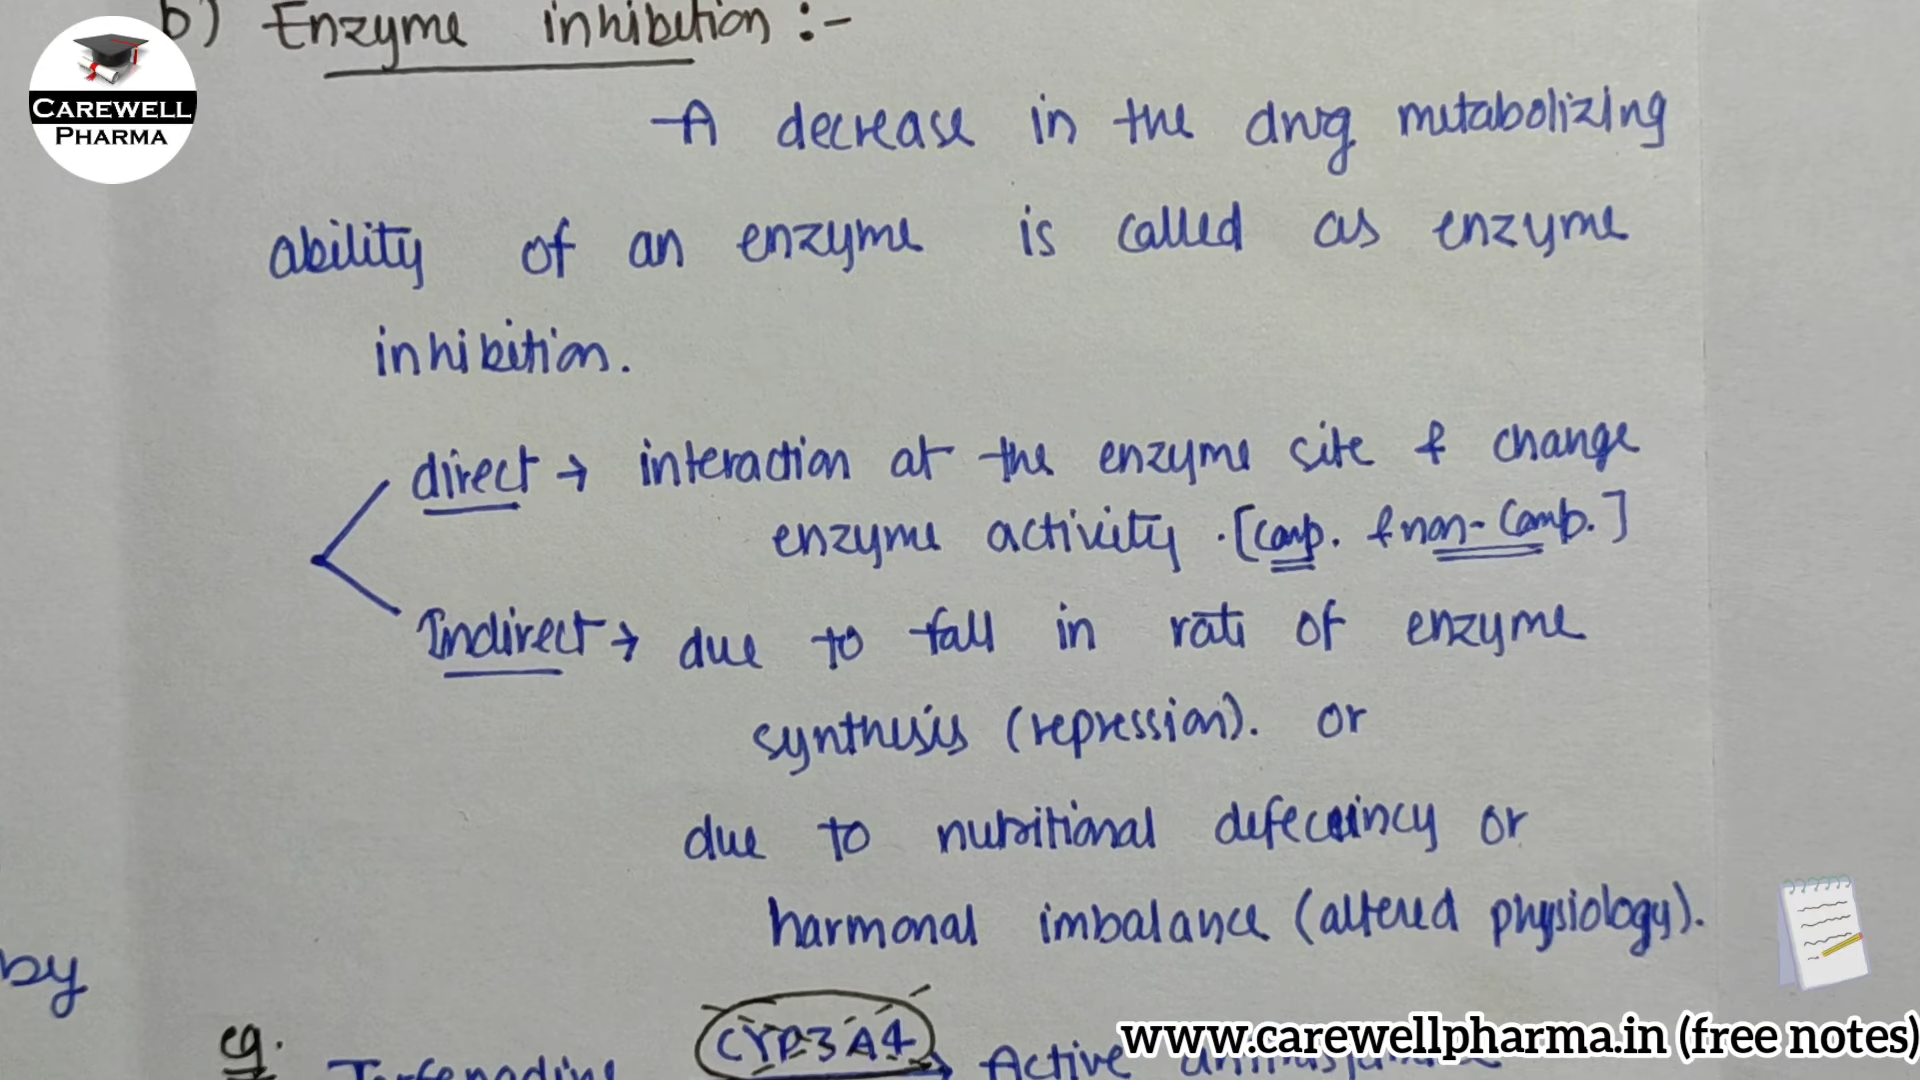 b) Enzyme inhibition :-
CAREWELL
PHARMA
A decrease in the drug metabolizing
ability of an enzyme is called as enzyme
inhibition.
direct → interaction at the enzyme site & change
enzyme activity. [comp. & non-comp.]
Indirect → due to fall in rate of enzyme
synthesis (repression). or
due to nutritional or
harmonal imbalance (altered physiology).
by
eg.
CYP3A4
Terfenadine → Active
www.carewellpharma.in (free notes)